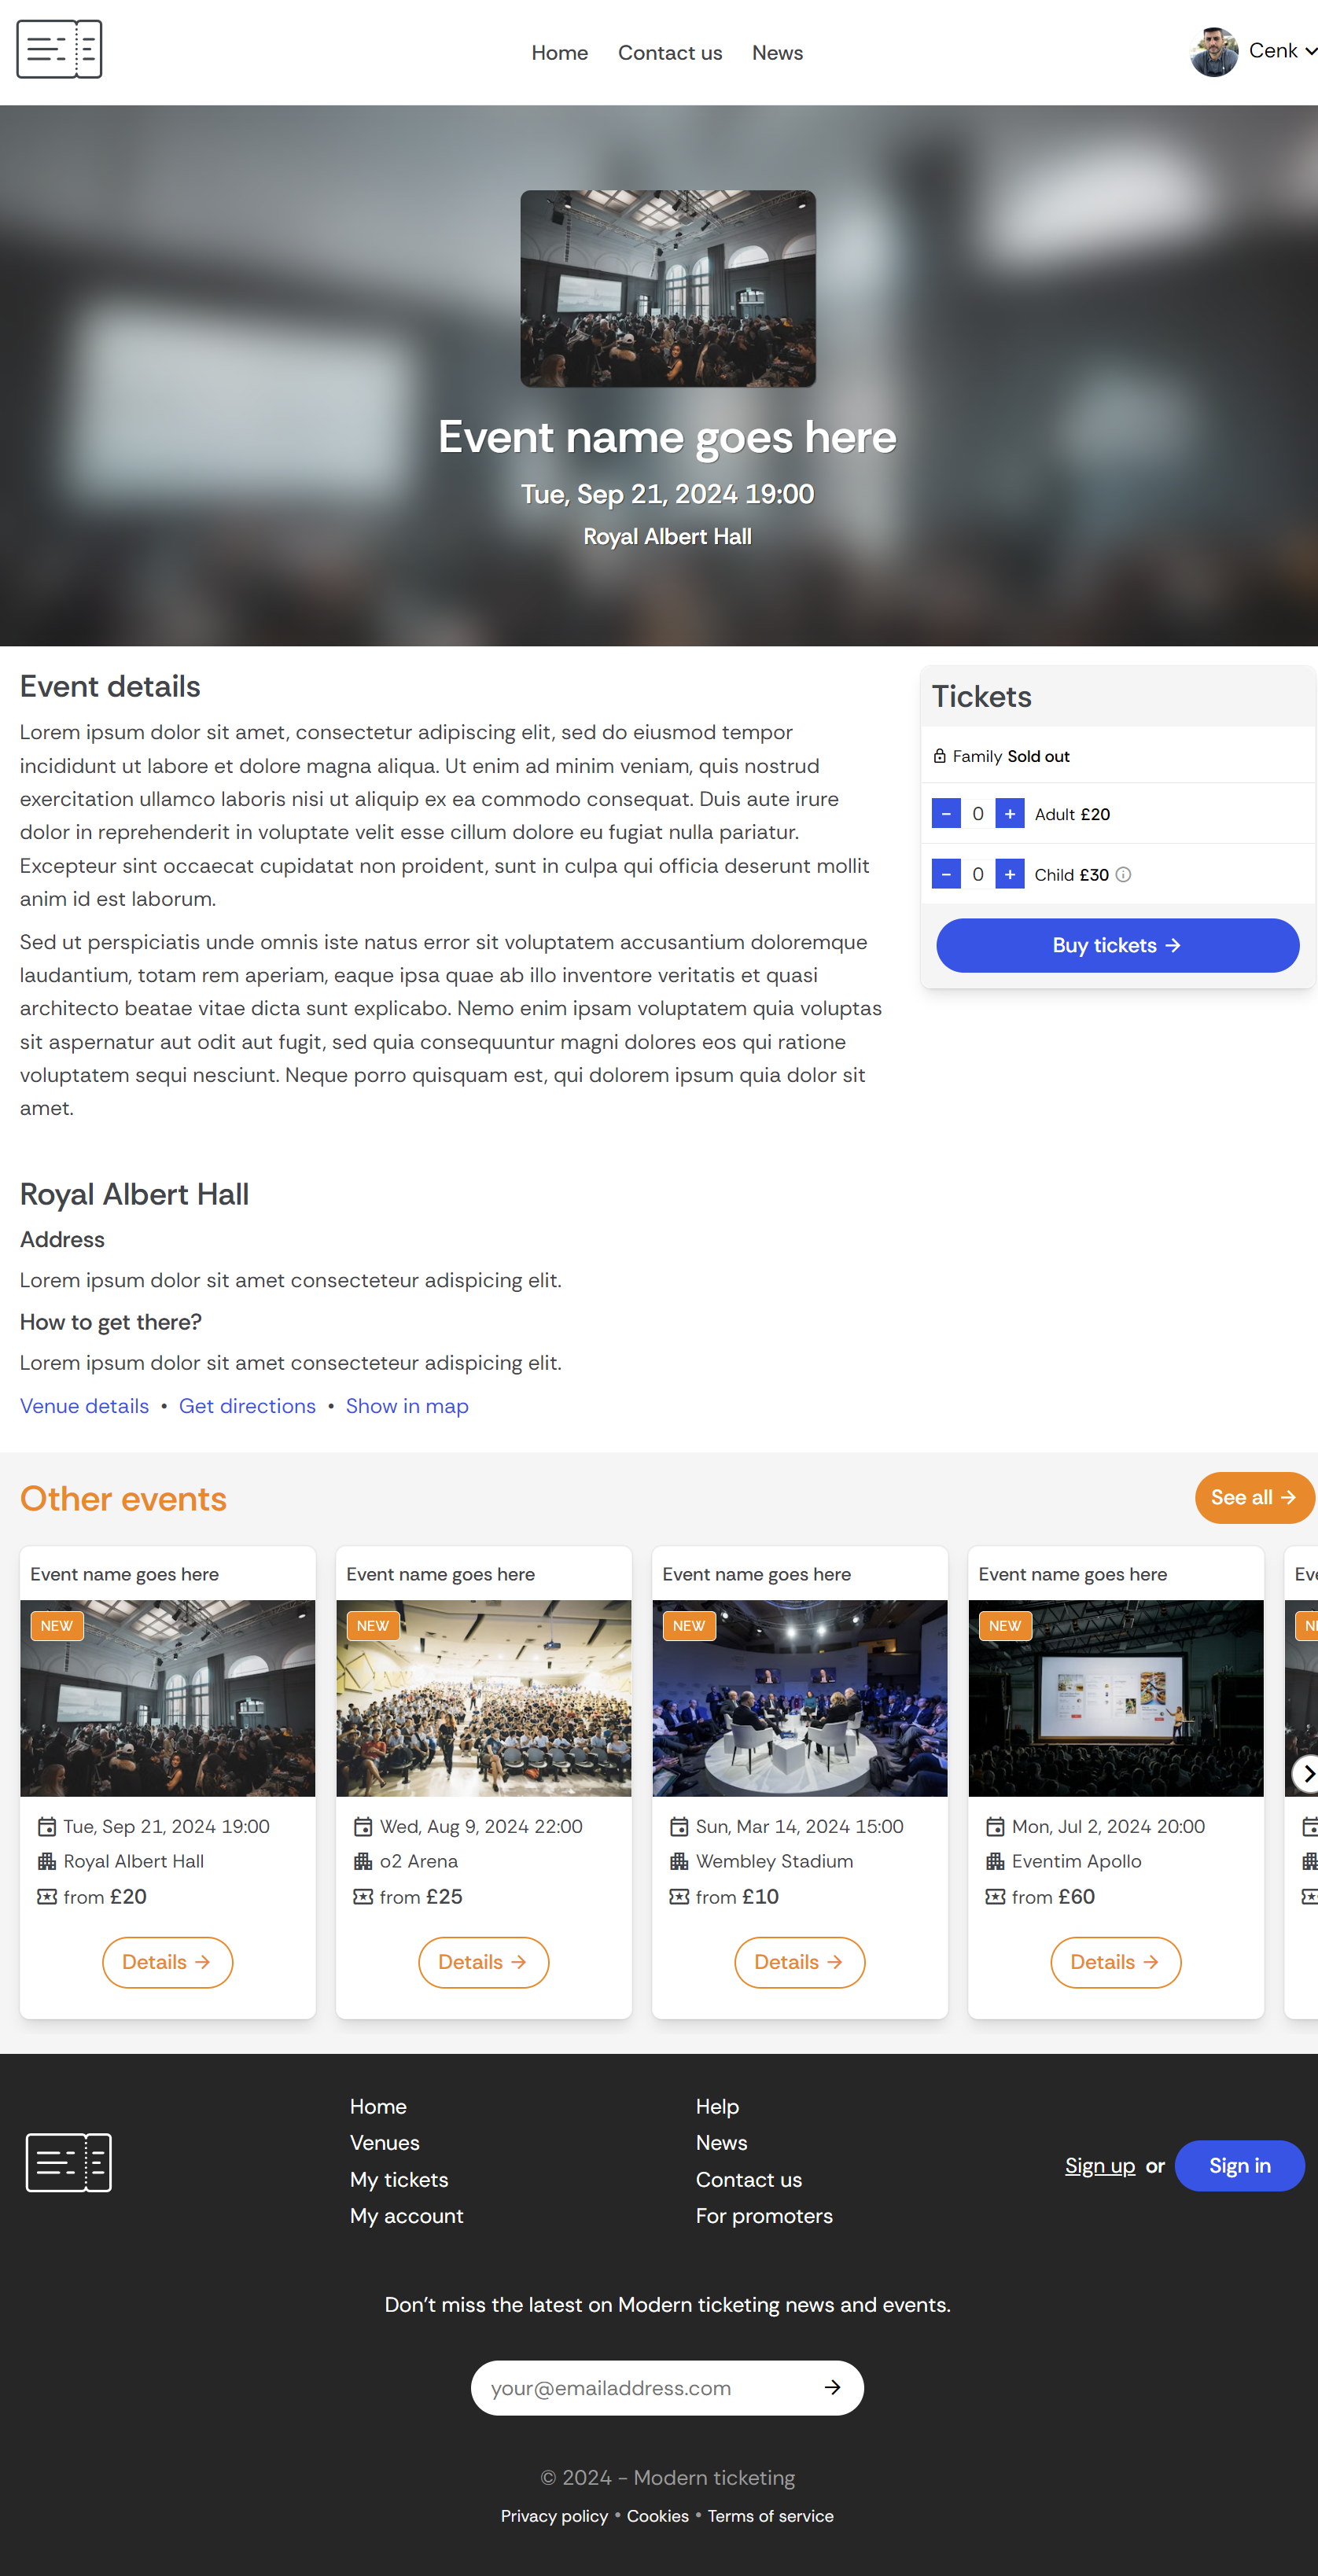 Home Contact us News Cenk
Event name goes here
Tue, Sep 21, 2024 19:00
Royal Albert Hall
Event details
Lorem ipsum dolor sit amet, consectetur adipiscing elit, sed do eiusmod tempor
incididunt ut labore et dolore magna aliqua. Ut enim ad minim veniam, quis nostrud
exercitation ullamco laboris nisi ut aliquip ex ea commodo consequat. Duis aute irure
dolor in reprehenderit in voluptate velit esse cillum dolore eu fugiat nulla pariatur.
Excepteur sint occaecat cupidatat non proident, sunt in culpa qui officia deserunt mollit
anim id est laborum.
Sed ut perspiciatis unde omnis iste natus error sit voluptatem accusantium doloremque
laudantium, totam rem aperiam, eaque ipsa quae ab illo inventore veritatis et quasi
architecto beatae vitae dicta sunt explicabo. Nemo enim ipsam voluptatem quia voluptas
sit aspernatur aut odit aut fugit, sed quia consequuntur magni dolores eos qui ratione
voluptatem sequi nesciunt. Neque porro quisquam est, qui dolorem ipsum quia dolor sit
amet.
Tickets
Family Sold out
- 0 + Adult £20
- 0 + Child £30
Buy tickets →
Royal Albert Hall
Address
Lorem ipsum dolor sit amet consecteteur adispicing elit.
How to get there?
Lorem ipsum dolor sit amet consecteteur adispicing elit.
Venue details • Get directions • Show in map
Other events
See all →
Event name goes here
NEW
Tue, Sep 21, 2024 19:00
Royal Albert Hall
from £20
Details →
Event name goes here
NEW
Wed, Aug 9, 2024 22:00
o2 Arena
from £25
Details →
Event name goes here
NEW
Sun, Mar 14, 2024 15:00
Wembley Stadium
from £10
Details →
Event name goes here
NEW
Mon, Jul 2, 2024 20:00
Eventim Apollo
from £60
Details →
Home
Venues
My tickets
My account
Help
News
Contact us
For promoters
Sign up or Sign in
Don't miss the latest on Modern ticketing news and events.
your@emailaddress.com →
© 2024 - Modern ticketing
Privacy policy • Cookies • Terms of service